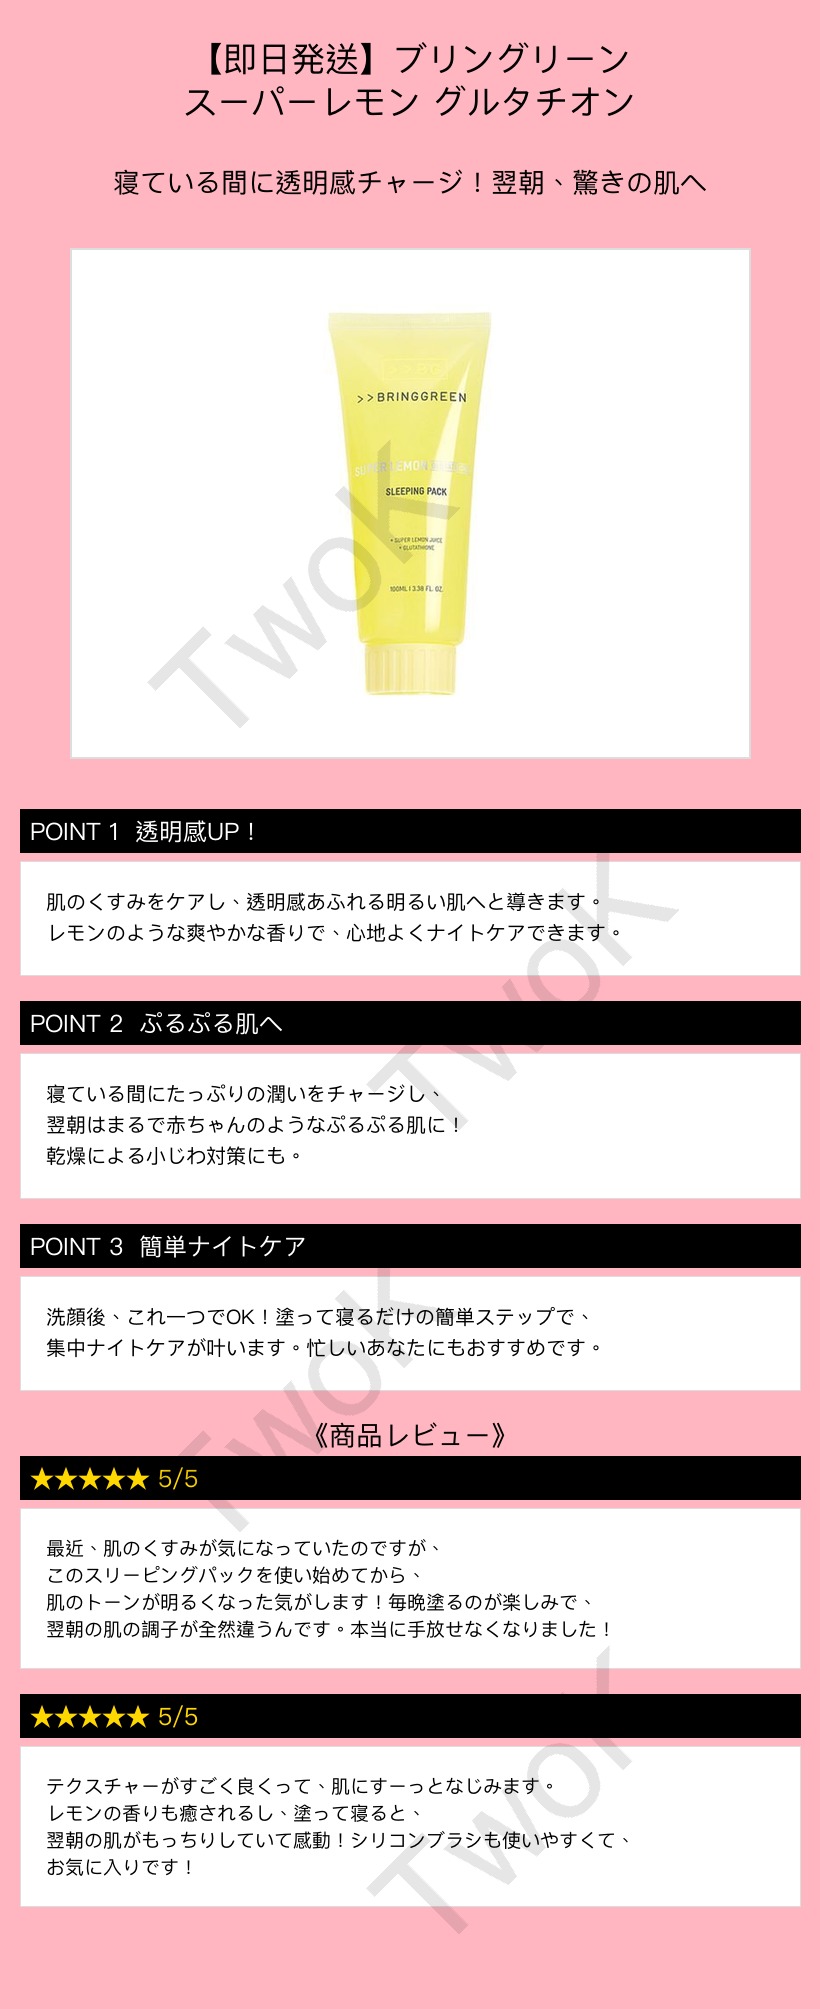 【即日発送】ブリングリーン
スーパーレモン グルタチオン
寝ている間に透明感チャージ！翌朝、驚きの肌へ
>>BRINGGREEN
SUPER LEMON
SLEEPING PACK
+ SUPER LEMON JUICE
+ GLUTATHIONE
100ML I 3.38 FL. OZ.
TwoK
POINT 1 透明感UP！
肌のくすみをケアし、透明感あふれる明るい肌へと導きます。
レモンのような爽やかな香りで、心地よくナイトケアできます。
TwoK
POINT 2 ぷるぷる肌へ
寝ている間にたっぷりの潤いをチャージし、
翌朝はまるで赤ちゃんのようなぷるぷる肌に！
乾燥による小じわ対策にも。
POINT 3 簡単ナイトケア
洗顔後、これ一つでOK！塗って寝るだけの簡単ステップで、
集中ナイトケアが叶います。忙しいあなたにもおすすめです。
TwoK
《商品レビュー》
★★★★★ 5/5
最近、肌のくすみが気になっていたのですが、
このスリーピングパックを使い始めてから、
肌のトーンが明るくなった気がします！毎晩塗るのが楽しみで、
翌朝の肌の調子が全然違うんです。本当に手放せなくなりました！
★★★★★ 5/5
テクスチャーがすごく良くって、肌にすーっとなじみます。
レモンの香りも癒されるし、塗って寝ると、
翌朝の肌がもっちりしていて感動！シリコンブラシも使いやすくて、
お気に入りです！
TwoK